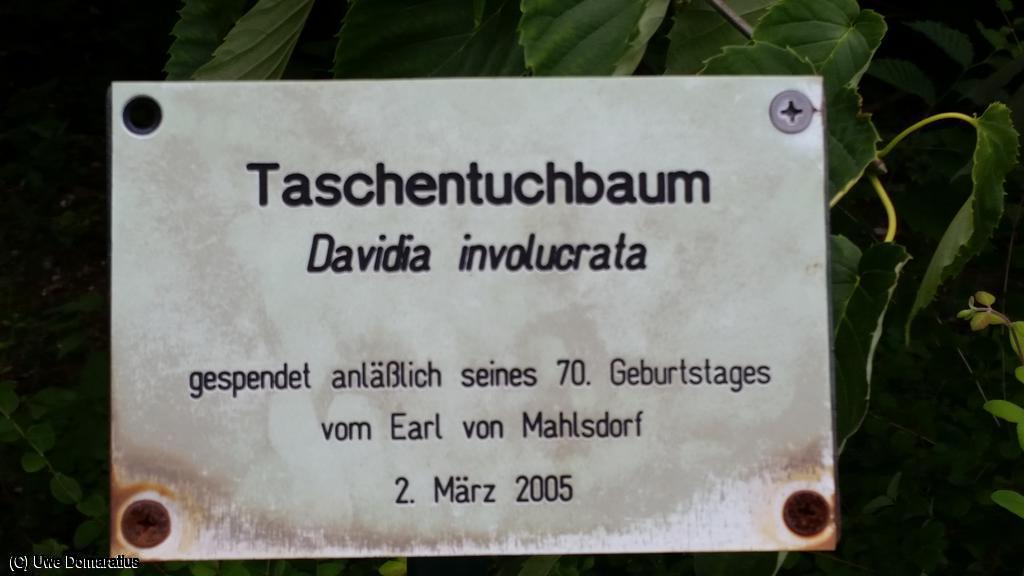 Taschentuchbaum
Davidia involucrata
gespendet anläßlich seines 70. Geburtstages
vom Earl von Mahlsdorf
2. März 2005
(C) Uwe Domaratius